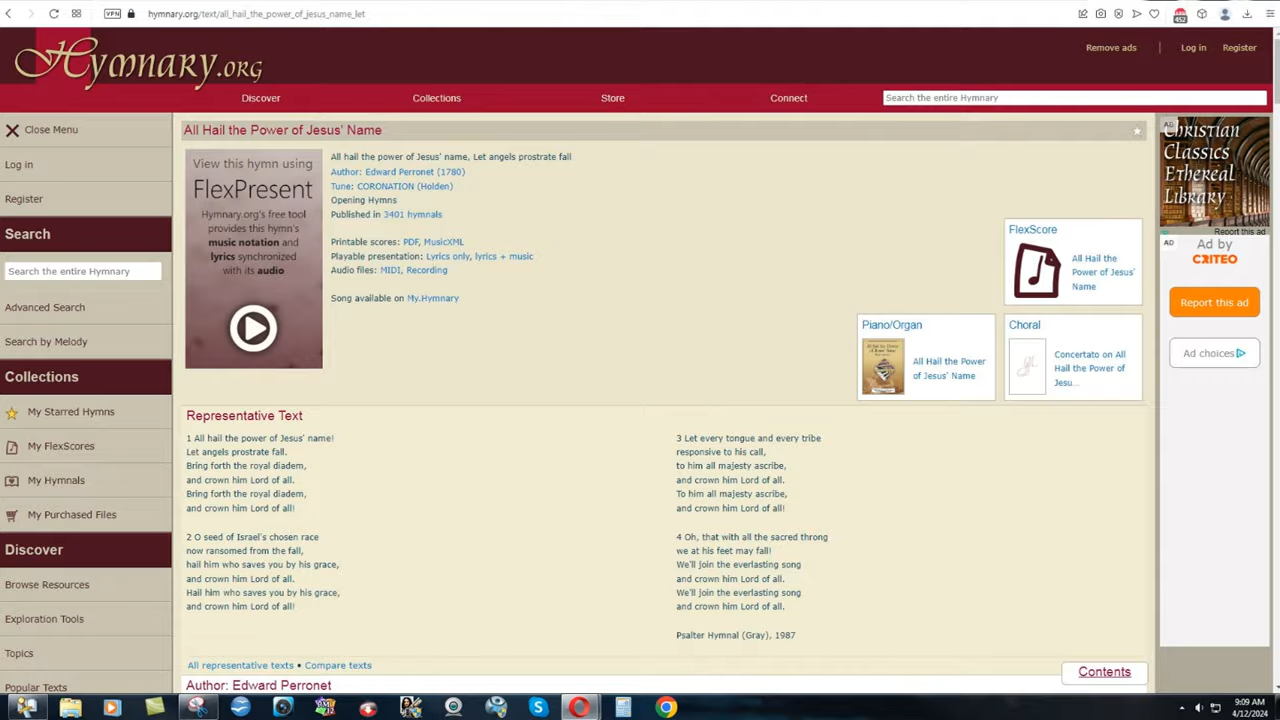 VPN
hymnary.org/text/all_hail_the_power_of_jesus_name_let
452
Hymnary.org
Remove ads | Log in Register
Discover Collections Store Connect Search the entire Hymnary
Close Menu
Log in
Register
Search
Search the entire Hymnary
Advanced Search
Search by Melody
Collections
My Starred Hymns
My FlexScores
My Hymnals
My Purchased Files
Discover
Browse Resources
Exploration Tools
Topics
Popular Texts
All Hail the Power of Jesus' Name
View this hymn using
FlexPresent
Hymnary.org's free tool
provides this hymn's
music notation and
lyrics synchronized
with its audio
All hail the power of Jesus' name, Let angels prostrate fall
Author: Edward Perronet (1780)
Tune: CORONATION (Holden)
Opening Hymns
Published in 3401 hymnals
Printable scores: PDF, MusicXML
Playable presentation: Lyrics only, lyrics + music
Audio files: MIDI, Recording
Song available on My.Hymnary
FlexScore
All Hail the
Power of Jesus'
Name
Piano/Organ
All Hail the Power
of Jesus' Name
Choral
Concertato on All
Hail the Power of
Jesu...
Representative Text
1 All hail the power of Jesus' name!
Let angels prostrate fall.
Bring forth the royal diadem,
and crown him Lord of all.
Bring forth the royal diadem,
and crown him Lord of all!
2 O seed of Israel's chosen race
now ransomed from the fall,
hail him who saves you by his grace,
and crown him Lord of all.
Hail him who saves you by his grace,
and crown him Lord of all!
3 Let every tongue and every tribe
responsive to his call,
to him all majesty ascribe,
and crown him Lord of all.
To him all majesty ascribe,
and crown him Lord of all!
4 Oh, that with all the sacred throng
we at his feet may fall!
We'll join the everlasting song
and crown him Lord of all.
We'll join the everlasting song
and crown him Lord of all.
Psalter Hymnal (Gray), 1987
All representative texts • Compare texts
Contents
Author: Edward Perronet
AD
Christian
Classics
Ethereal
Library
Report this ad
AD
Ad by
CRITEO
Report this ad
Ad choices
9:09 AM
4/12/2024